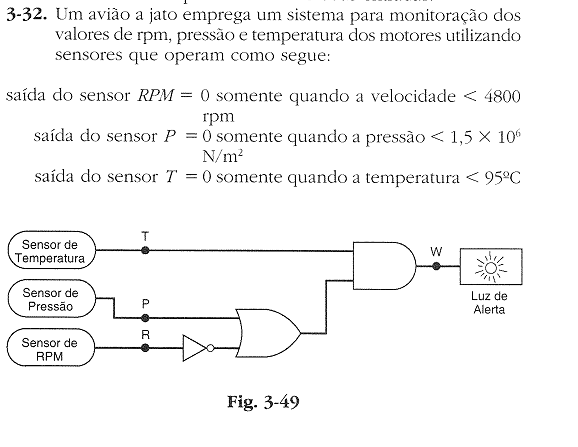 3-32. Um avião a jato emprega um sistema para monitoração dos
valores de rpm, pressão e temperatura dos motores utilizando
sensores que operam como segue:
saída do sensor RPM = 0 somente quando a velocidade < 4800
rpm
saída do sensor P = 0 somente quando a pressão < 1,5 × 10⁶
N/m²
saída do sensor T = 0 somente quando a temperatura < 95ºC
T
Sensor de
Temperatura
W
Luz de
Alerta
Sensor de
Pressão
P
R
Sensor de
RPM
Fig. 3-49